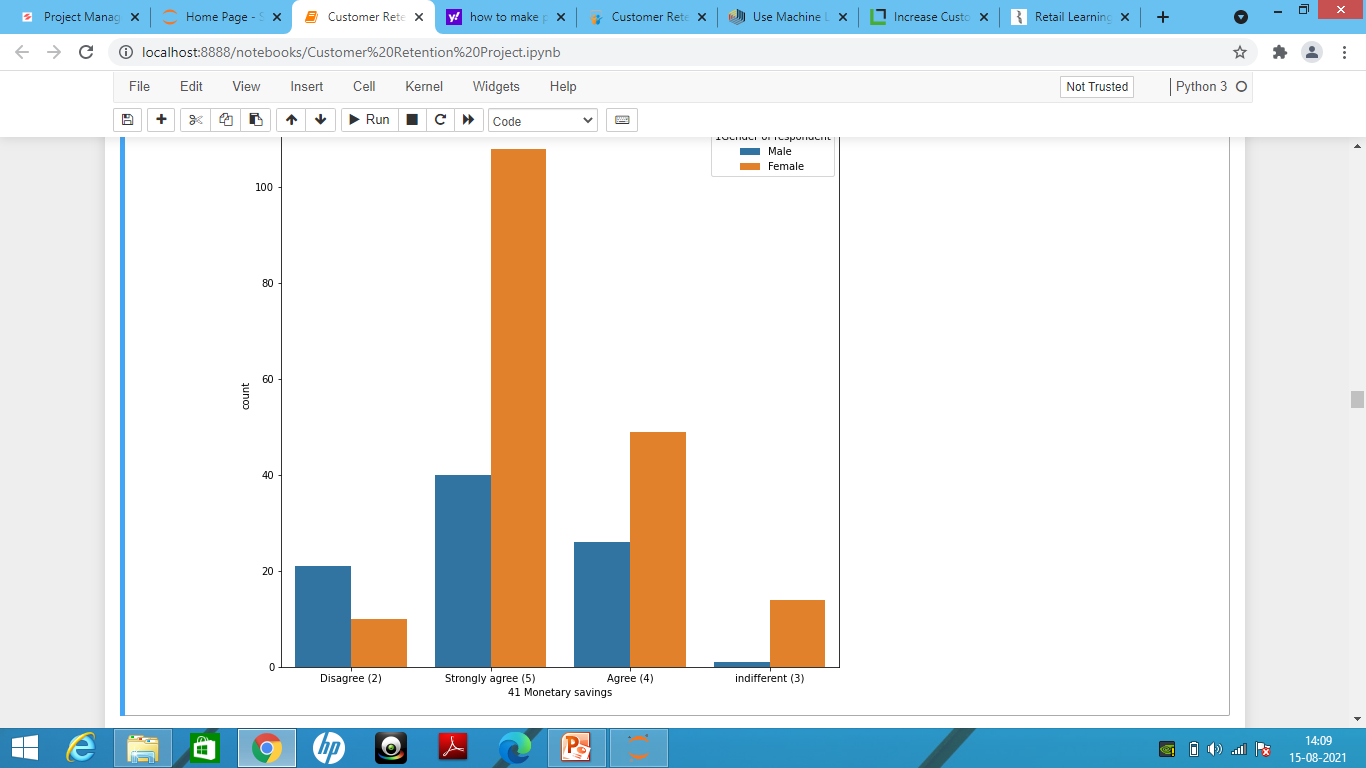 Project Manag
Home Page - S
Customer Rete
how to make p
Customer Rete
Use Machine L
Increase Custo
Retail Learning
localhost:8888/notebooks/Customer%20Retention%20Project.ipynb
File Edit View Insert Cell Kernel Widgets Help
Not Trusted
Python 3
Run
Code
1Gender of respondent
Male
Female
100
80
60
40
20
0
count
Disagree (2) Strongly agree (5) Agree (4) indifferent (3)
41 Monetary savings
14:09
15-08-2021